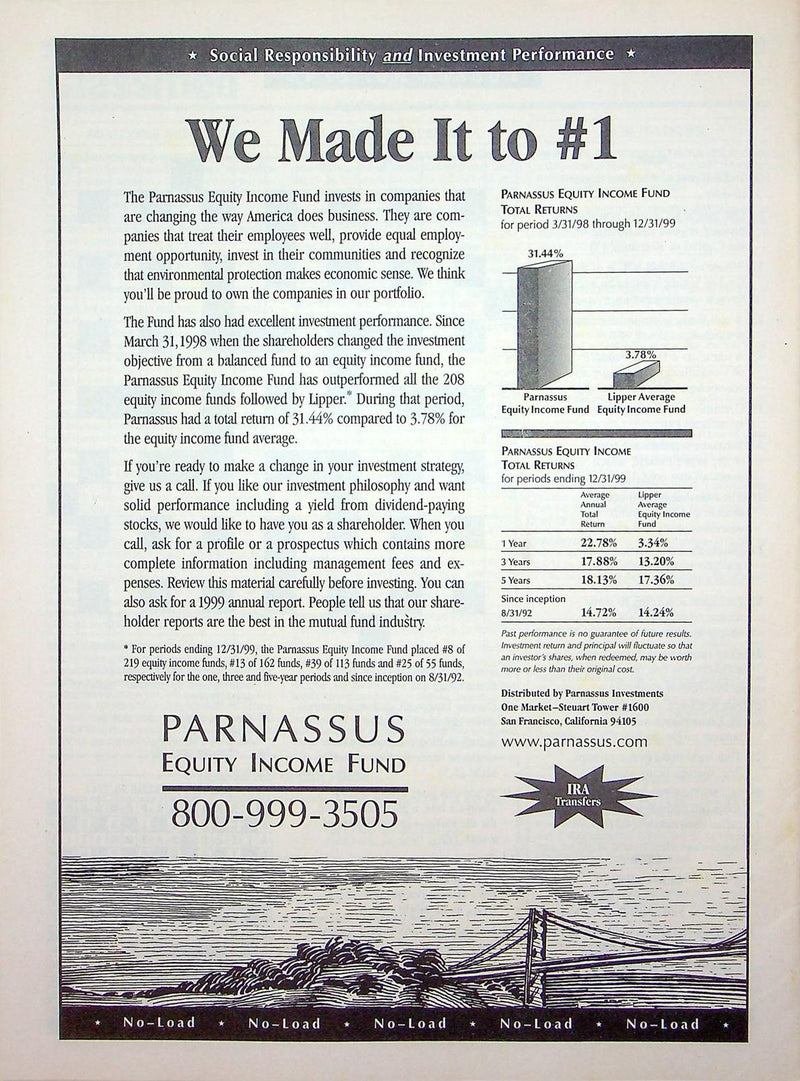 ★ Social Responsibility and Investment Performance ★
We Made It to #1
The Parnassus Equity Income Fund invests in companies that
are changing the way America does business. They are com-
panies that treat their employees well, provide equal employ-
ment opportunity, invest in their communities and recognize
that environmental protection makes economic sense. We think
you'll be proud to own the companies in our portfolio.
The Fund has also had excellent investment performance. Since
March 31, 1998 when the shareholders changed the investment
objective from a balanced fund to an equity income fund, the
Parnassus Equity Income Fund has outperformed all the 208
equity income funds followed by Lipper.* During that period,
Parnassus had a total return of 31.44% compared to 3.78% for
the equity income fund average.
If you're ready to make a change in your investment strategy,
give us a call. If you like our investment philosophy and want
solid performance including a yield from dividend-paying
stocks, we would like to have you as a shareholder. When you
call, ask for a profile or a prospectus which contains more
complete information including management fees and ex-
penses. Review this material carefully before investing. You can
also ask for a 1999 annual report. People tell us that our share-
holder reports are the best in the mutual fund industry.
* For periods ending 12/31/99, the Parnassus Equity Income Fund placed #8 of
219 equity income funds, #13 of 162 funds, #39 of 113 funds and #25 of 55 funds,
respectively for the one, three and five-year periods and since inception on 8/31/92.
PARNASSUS
EQUITY INCOME FUND
800-999-3505
PARNASSUS EQUITY INCOME FUND
TOTAL RETURNS
for period 3/31/98 through 12/31/99
31.44%
3.78%
Parnassus Lipper Average
Equity Income Fund Equity Income Fund
PARNASSUS EQUITY INCOME
TOTAL RETURNS
for periods ending 12/31/99
Average Lipper
Annual Average
Total Equity Income
Return Fund
1 Year 22.78% 3.34%
3 Years 17.88% 13.20%
5 Years 18.13% 17.36%
Since inception
8/31/92 14.72% 14.24%
Past performance is no guarantee of future results.
Investment return and principal will fluctuate so that
an investor's shares, when redeemed, may be worth
more or less than their original cost.
Distributed by Parnassus Investments
One Market–Steuart Tower #1600
San Francisco, California 94105
www.parnassus.com
IRA
Transfers
★ No–Load ★ No–Load ★ No–Load ★ No–Load ★ No–Load ★